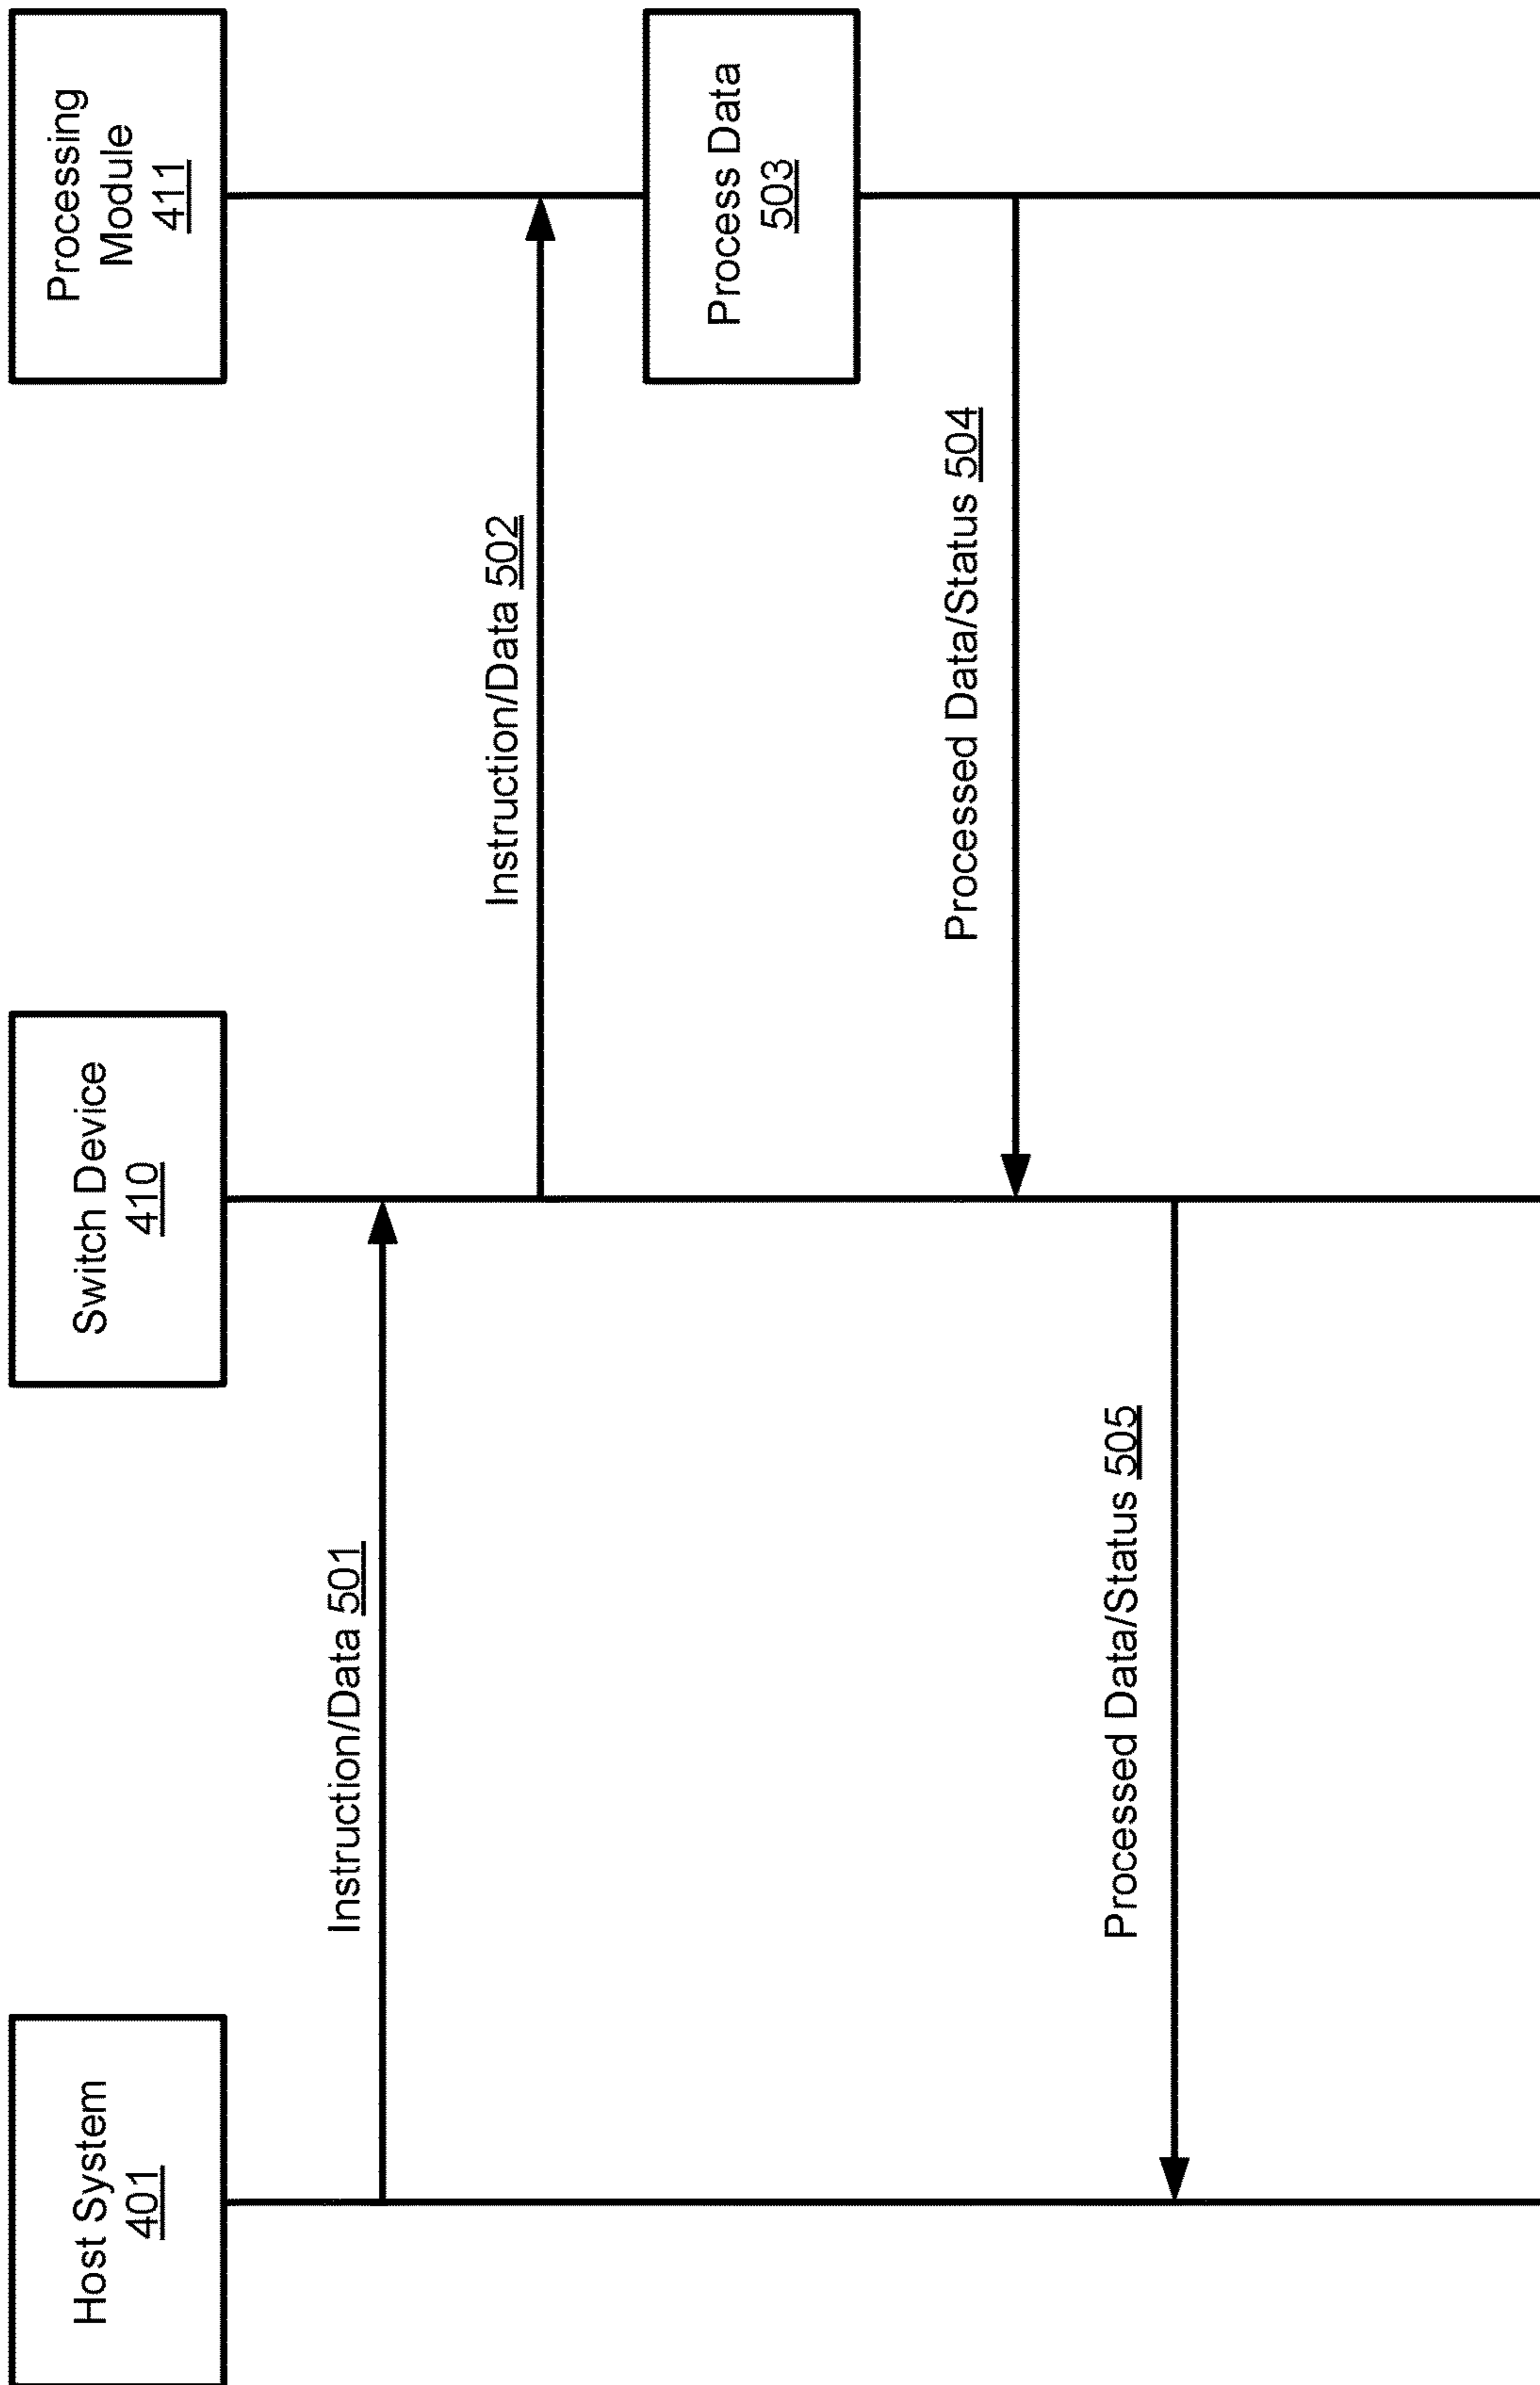 Host System
401
Switch Device
410
Processing
Module
411
Instruction/Data 501
Instruction/Data 502
Process Data
503
Processed Data/Status 504
Processed Data/Status 505